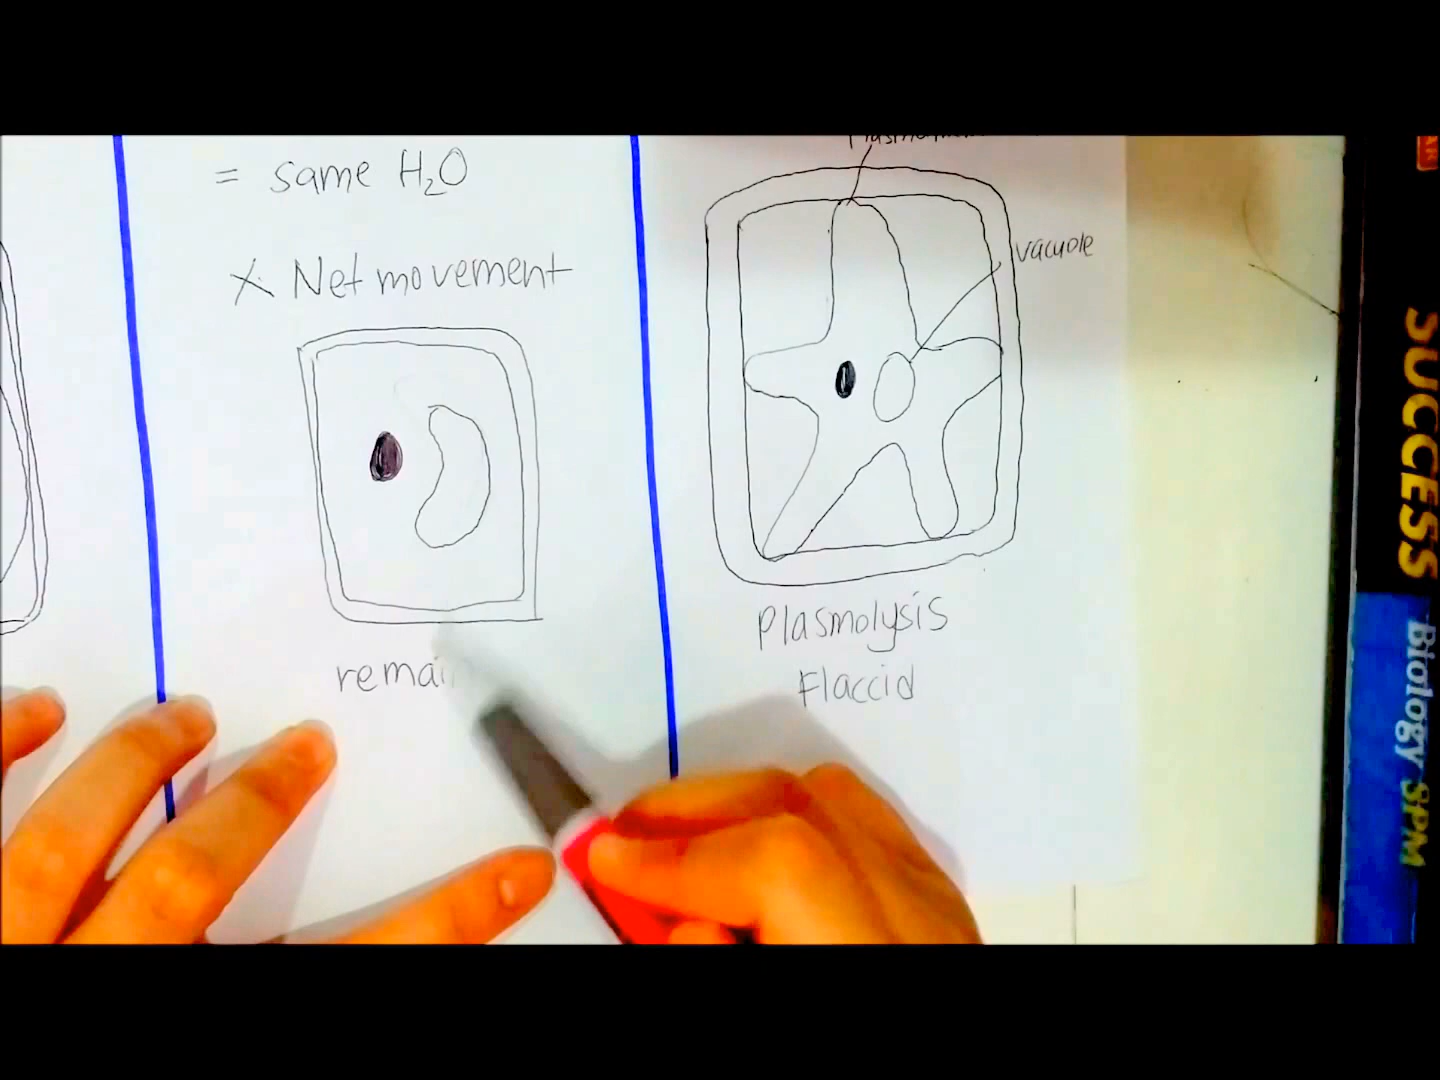 = same H₂O
X Net movement
remai
vacuole
Plasmolysis
Flaccid
SUCCESS
Biology SPM